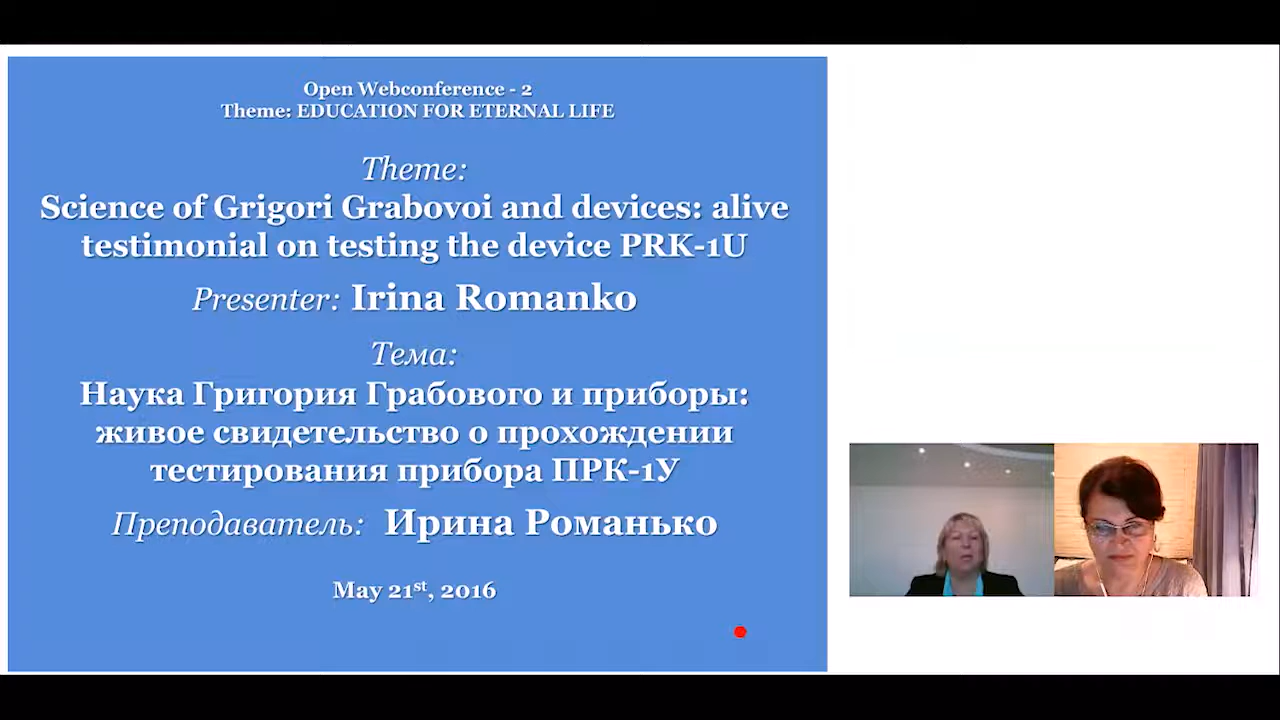 Open Webconference - 2
Theme: EDUCATION FOR ETERNAL LIFE
Theme:
Science of Grigori Grabovoi and devices: alive
testimonial on testing the device PRK-1U
Presenter: Irina Romanko
Тема:
Наука Григория Грабового и приборы:
живое свидетельство о прохождении
тестирования прибора ПРК-1У
Преподаватель: Ирина Романько
May 21st, 2016